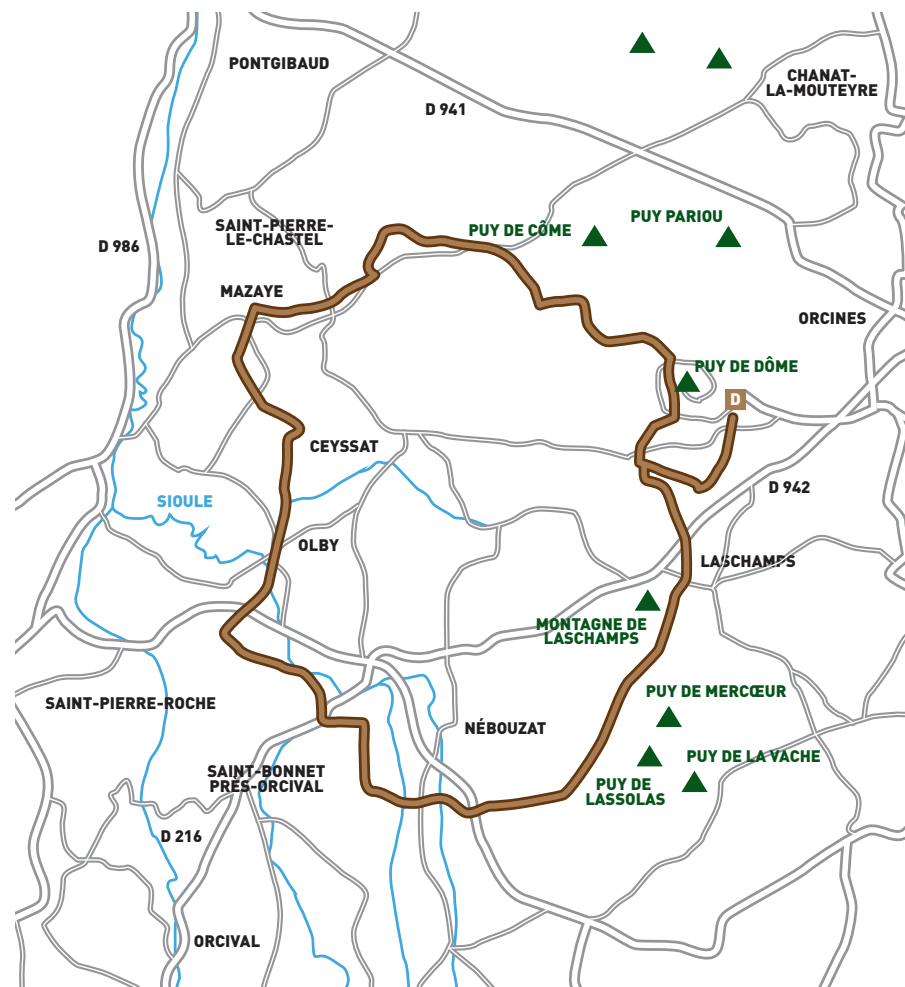 PONTGIBAUD
CHANAT-
LA-MOUTEYRE
D 941
SAINT-PIERRE-
LE-CHASTEL
PUY DE CÔME
PUY PARIOU
D 986
MAZAYE
ORCINES
PUY DE DÔME
D
CEYSSAT
D 942
SIOULE
OLBY
LASCHAMPS
MONTAGNE DE
LASCHAMPS
SAINT-PIERRE-ROCHE
PUY DE MERCŒUR
NÉBOUZAT
PUY DE LA VACHE
SAINT-BONNET
PRÈS-ORCIVAL
PUY DE
LASSOLAS
D 216
ORCIVAL